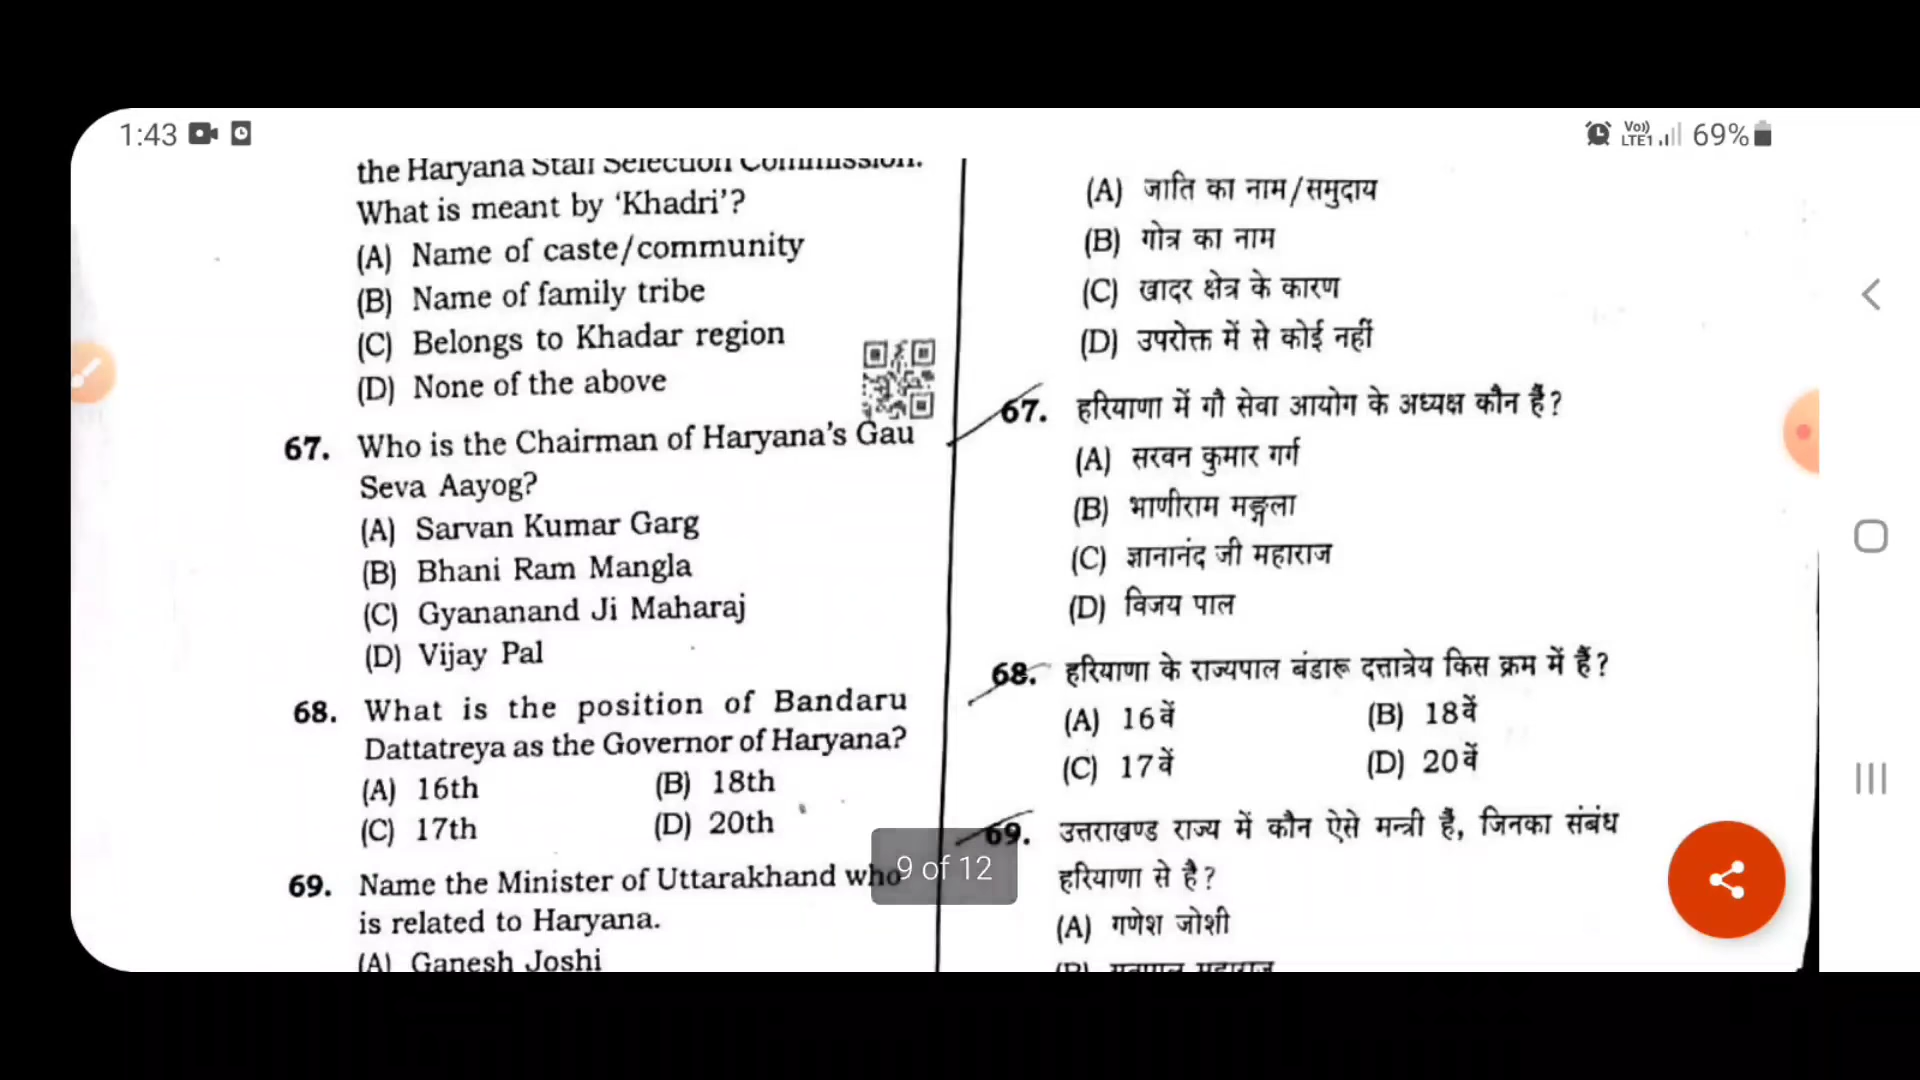 1:43
Vo)) LTE1 69%
the Haryana Staff Selection Commission.
What is meant by ‘Khadri’?
(A) Name of caste/community
(B) Name of family tribe
(C) Belongs to Khadar region
(D) None of the above
67. Who is the Chairman of Haryana’s Gau
Seva Aayog?
(A) Sarvan Kumar Garg
(B) Bhani Ram Mangla
(C) Gyananand Ji Maharaj
(D) Vijay Pal
68. What is the position of Bandaru
Dattatreya as the Governor of Haryana?
(A) 16th (B) 18th
(C) 17th (D) 20th
69. Name the Minister of Uttarakhand who
is related to Haryana.
(A) Ganesh Joshi
(A) जाति का नाम/समुदाय
(B) गोत्र का नाम
(C) खादर क्षेत्र के कारण
(D) उपरोक्त में से कोई नहीं
67. हरियाणा में गौ सेवा आयोग के अध्यक्ष कौन हैं?
(A) सरवन कुमार गर्ग
(B) भाणीराम मङ्गला
(C) ज्ञानानंद जी महाराज
(D) विजय पाल
68. हरियाणा के राज्यपाल बंडारू दत्तात्रेय किस क्रम में हैं?
(A) 16वें (B) 18वें
(C) 17वें (D) 20वें
69. उत्तराखण्ड राज्य में कौन ऐसे मन्त्री हैं, जिनका संबंध
हरियाणा से है?
(A) गणेश जोशी
9 of 12